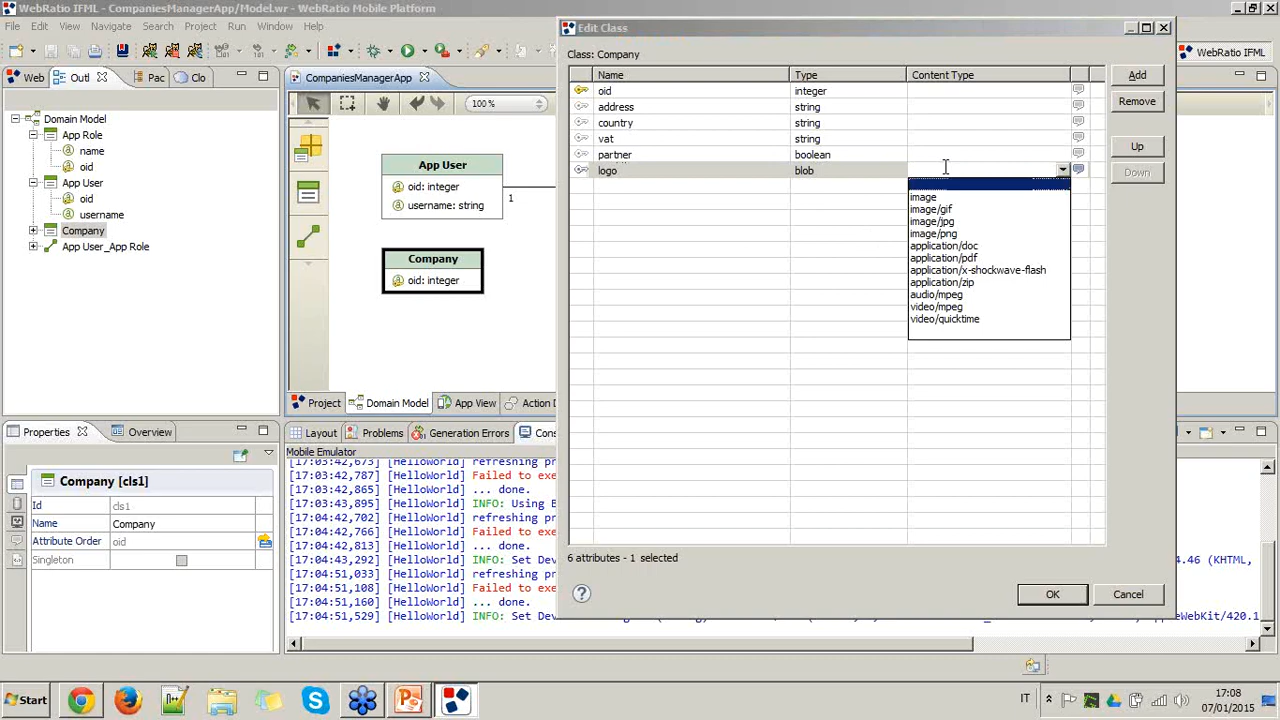 CompaniesManagerApp/Model.wr - WebRatio Mobile Platform
File Edit View Navigate Search Project Run Window Help
WebRatio IFML
Web Outl Pac Clo
Domain Model
App Role
name
oid
App User
oid
username
Company
App User_App Role
CompaniesManagerApp
100 %
App User
oid: integer
username: string
1
Company
oid: integer
Project Domain Model App View Action D
Edit Class
Class: Company
Name Type Content Type
oid integer
address string
country string
vat string
partner boolean
logo blob
image
image/gif
image/jpg
image/png
application/doc
application/pdf
application/x-shockwave-flash
application/zip
audio/mpeg
video/mpeg
video/quicktime
Add
Remove
Up
Down
6 attributes - 1 selected
OK Cancel
Properties Overview
Company [cls1]
Id cls1
Name Company
Attribute Order oid
Singleton
Layout Problems Generation Errors Cons
Mobile Emulator
[17:03:42,673] [HelloWorld] refreshing pr
[17:03:42,787] [HelloWorld] Failed to exe
[17:03:42,865] [HelloWorld] ... done.
[17:03:43,895] [HelloWorld] INFO: Using B
[17:04:42,702] [HelloWorld] refreshing pr
[17:04:42,766] [HelloWorld] Failed to exe
[17:04:42,813] [HelloWorld] ... done.
[17:04:43,292] [HelloWorld] INFO: Set Dev 4.46 (KHTML,
[17:04:51,033] [HelloWorld] refreshing pr
[17:04:51,108] [HelloWorld] Failed to exe
[17:04:51,160] [HelloWorld] ... done.
[17:04:51,529] [HelloWorld] INFO: Set Dev
Start
IT
17:08
07/01/2015